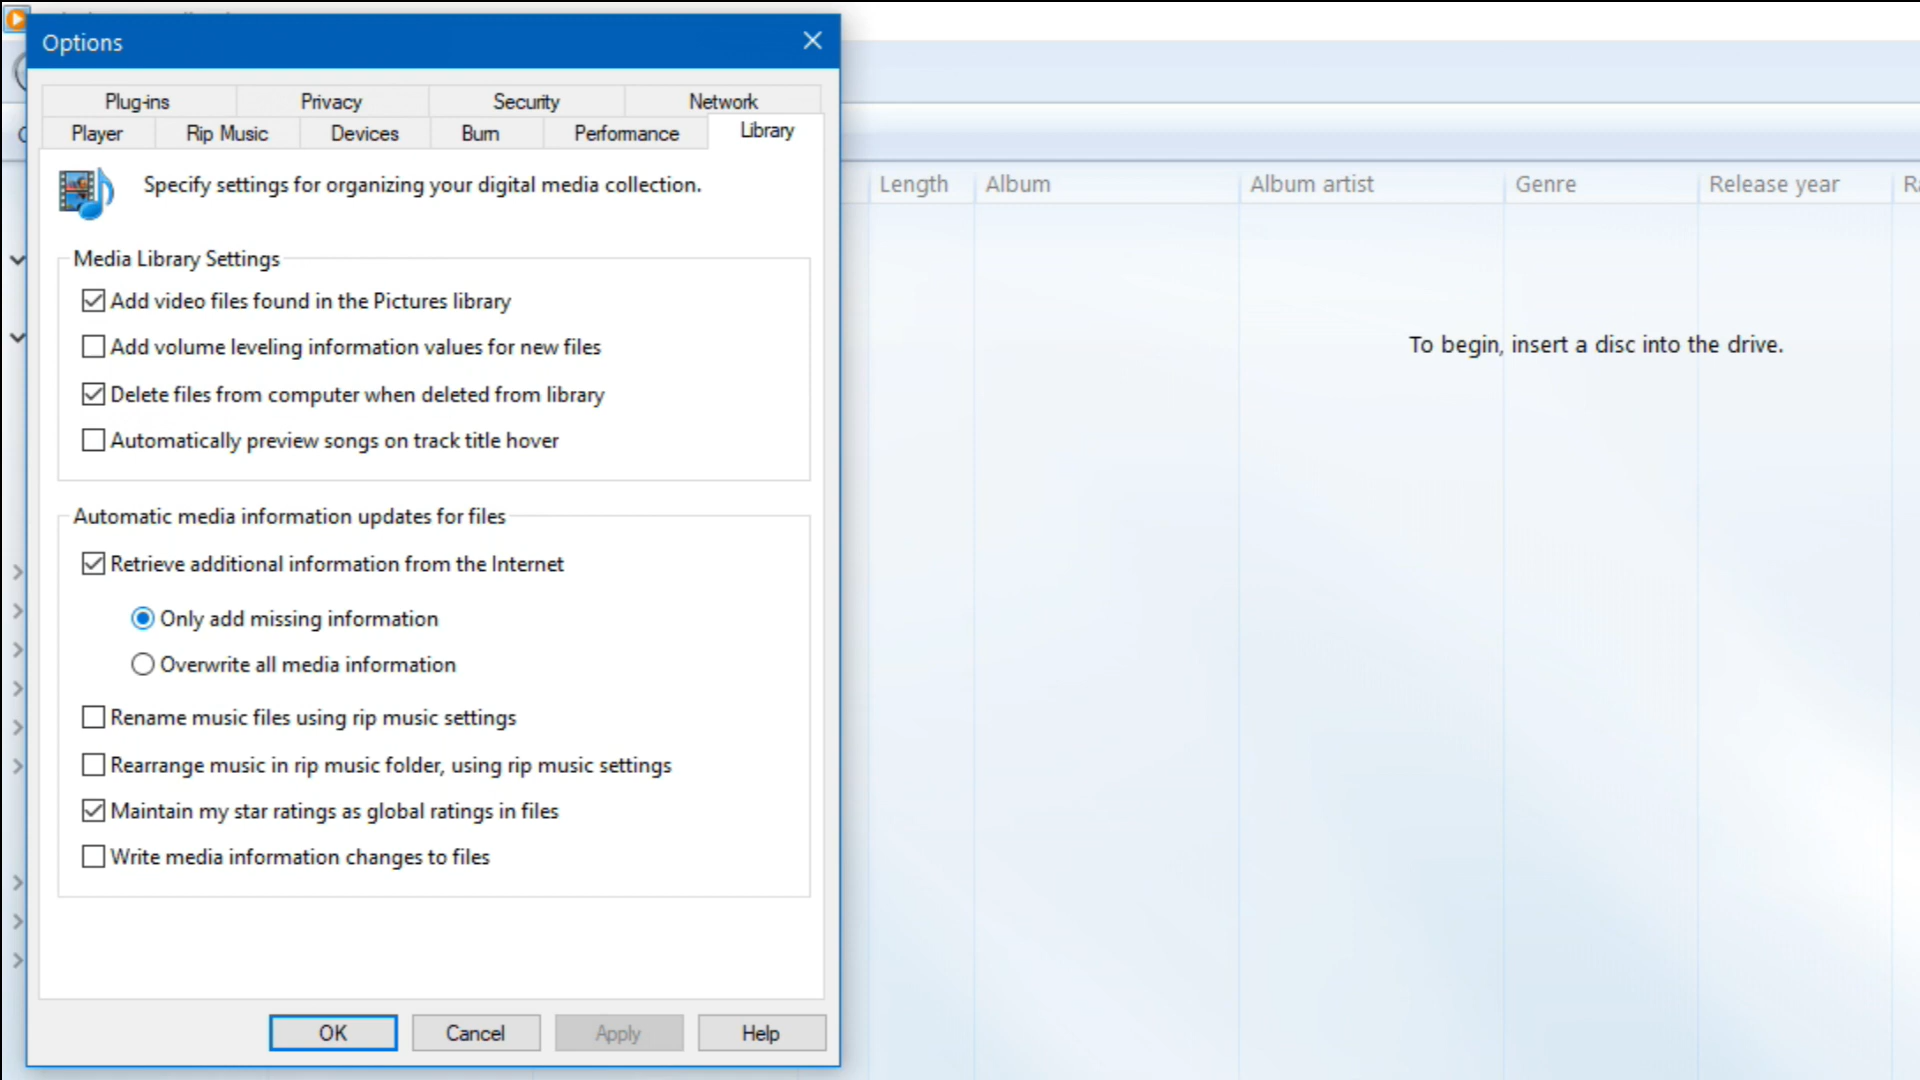 Options
Plug-ins Privacy Security Network
Player Rip Music Devices Burn Performance Library
Specify settings for organizing your digital media collection.
Media Library Settings
Add video files found in the Pictures library
Add volume leveling information values for new files
Delete files from computer when deleted from library
Automatically preview songs on track title hover
Automatic media information updates for files
Retrieve additional information from the Internet
Only add missing information
Overwrite all media information
Rename music files using rip music settings
Rearrange music in rip music folder, using rip music settings
Maintain my star ratings as global ratings in files
Write media information changes to files
OK Cancel Apply Help
Length Album Album artist Genre Release year
To begin, insert a disc into the drive.